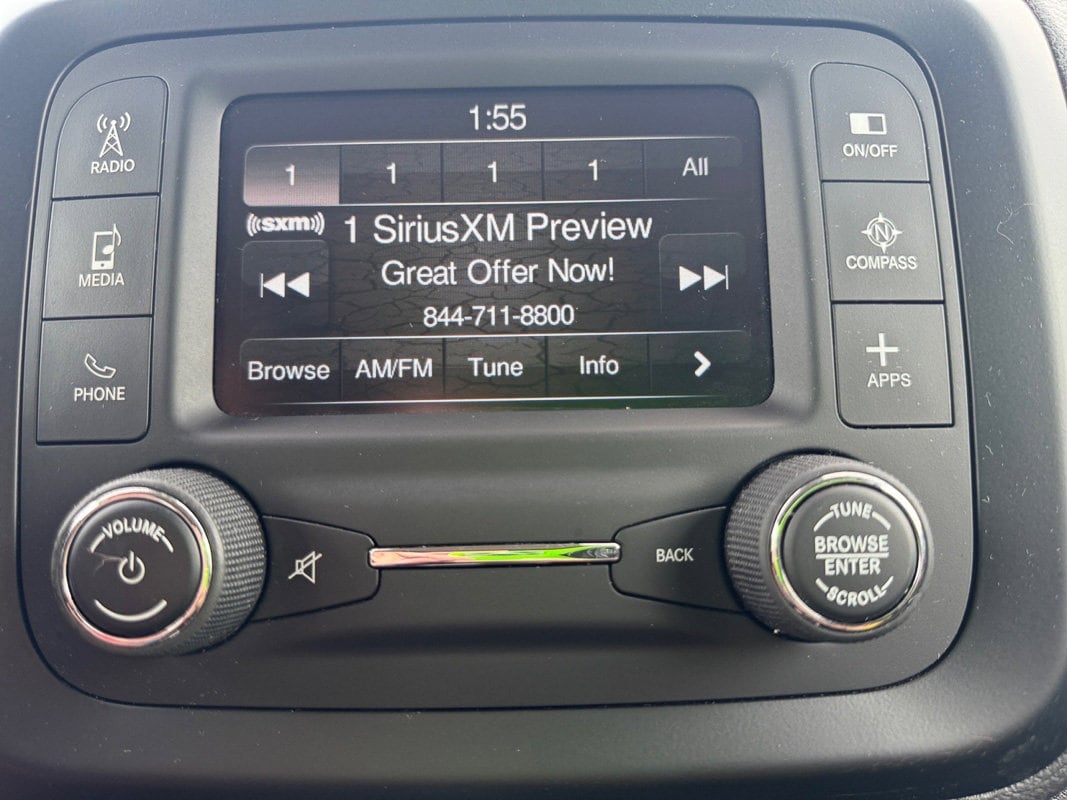 1:55
1 1 1 1 All
((sxm)) 1 SiriusXM Preview
Great Offer Now!
844-711-8800
Browse AM/FM Tune Info
RADIO
MEDIA
PHONE
ON/OFF
N
COMPASS
APPS
VOLUME
BACK
TUNE
BROWSE
ENTER
SCROLL